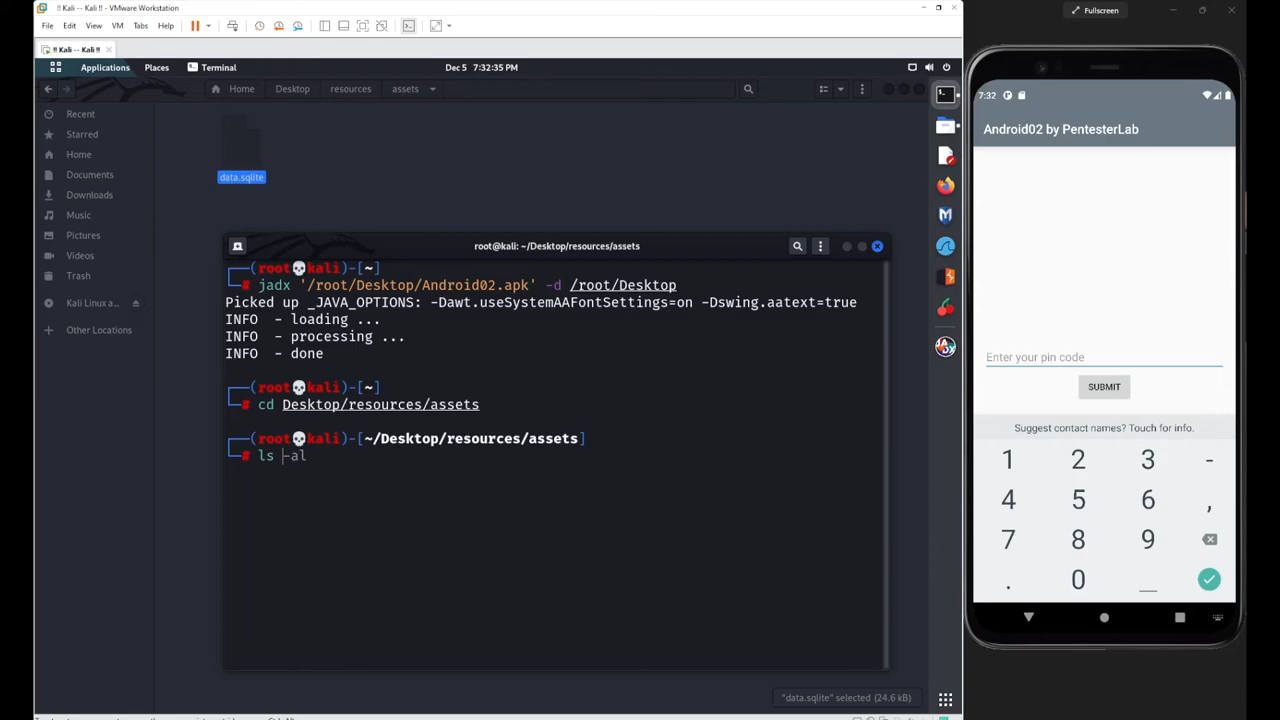 !! Kali -- Kali !! - VMware Workstation
File Edit View VM Tabs Help
!! Kali -- Kali !!
Applications Places Terminal Dec 5 7:32:35 PM
Home Desktop resources assets
Recent
Starred
Home
Documents
Downloads
Music
Pictures
Videos
Trash
Kali Linux a...
Other Locations
data.sqlite
root@kali: ~/Desktop/resources/assets
(root💀kali)-[~]
# jadx '/root/Desktop/Android02.apk' -d /root/Desktop
Picked up _JAVA_OPTIONS: -Dawt.useSystemAAFontSettings=on -Dswing.aatext=true
INFO - loading ...
INFO - processing ...
INFO - done
(root💀kali)-[~]
# cd Desktop/resources/assets
(root💀kali)-[~/Desktop/resources/assets]
# ls -al
"data.sqlite" selected (24.6 kB)
Fullscreen
7:32
Android02 by PentesterLab
Enter your pin code
SUBMIT
Suggest contact names? Touch for info.
1 2 3 -
4 5 6 ,
7 8 9
. 0 _